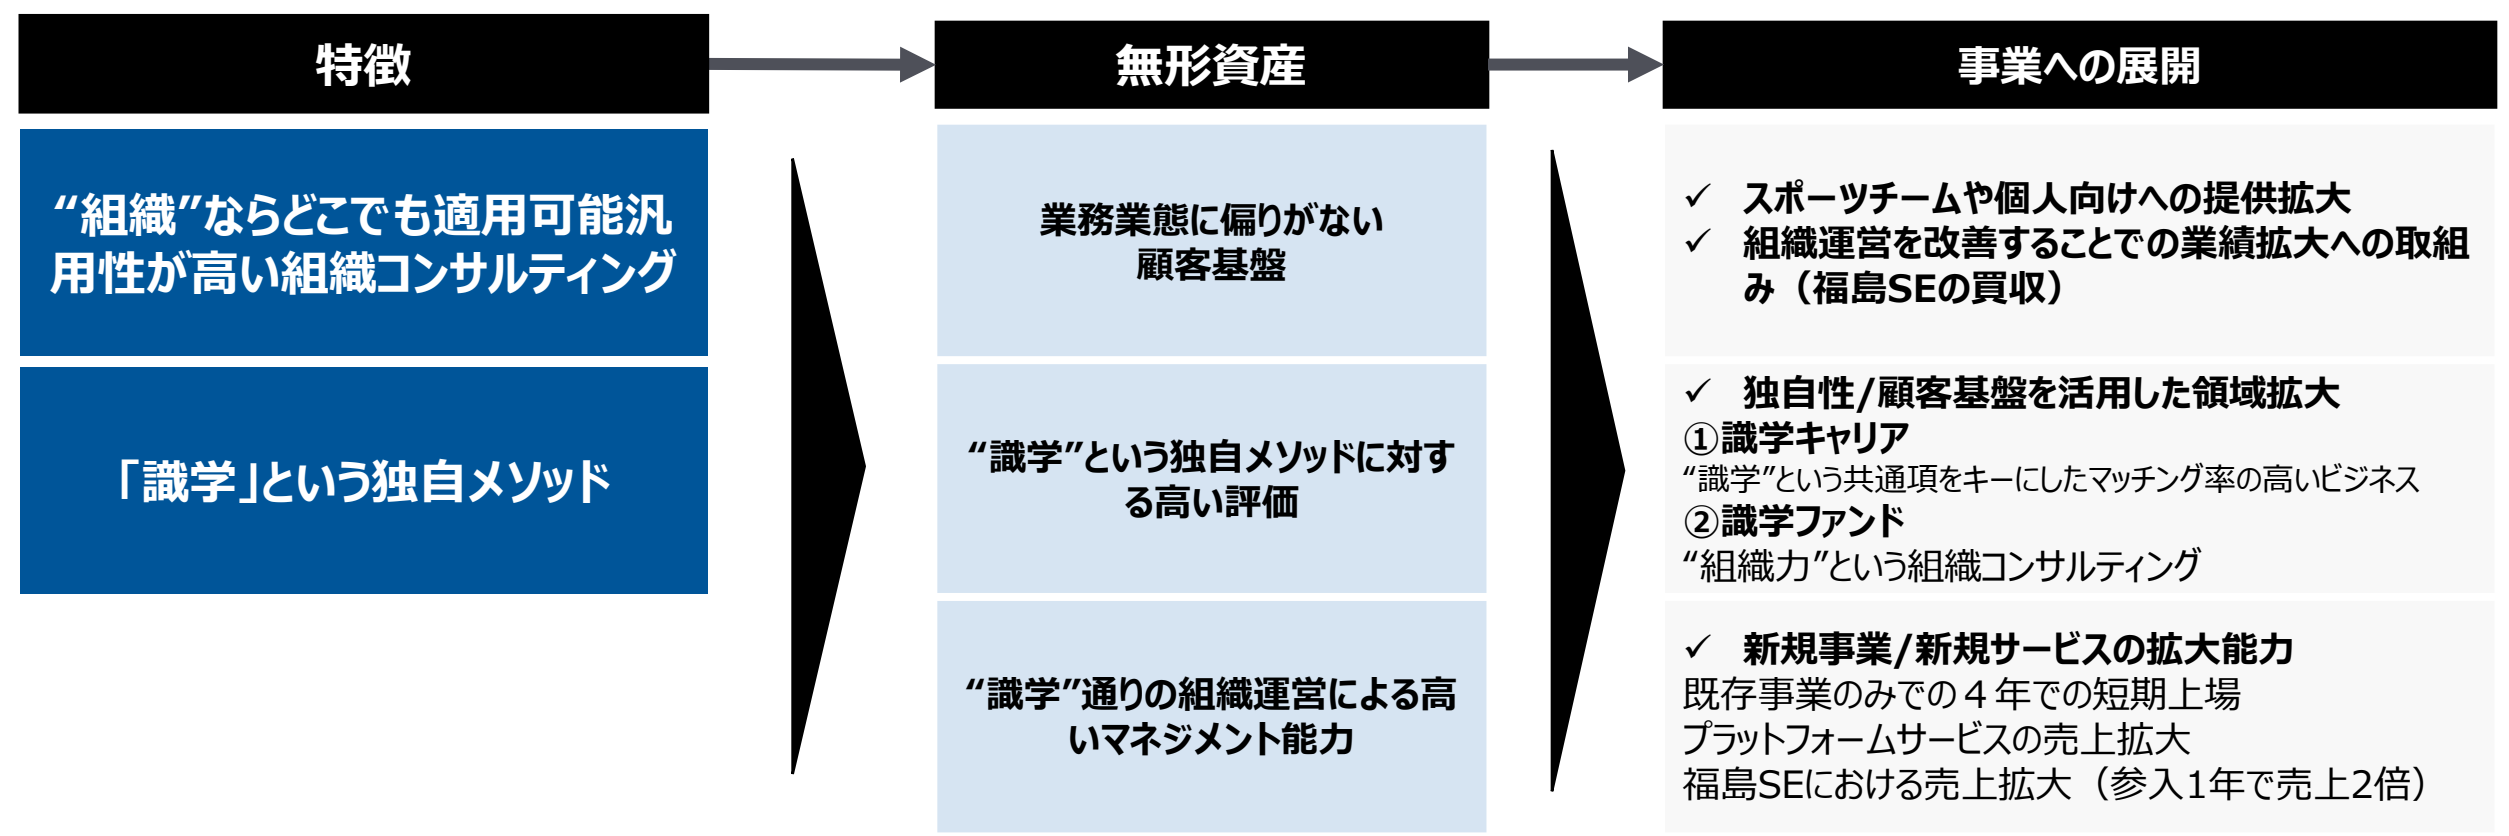 特徴
無形資産
事業への展開
“組織”ならどこでも適用可能汎
用性が高い組織コンサルティング
「識学」という独自メソッド
業務業態に偏りがない
顧客基盤
“識学”という独自メソッドに対す
る高い評価
“識学”通りの組織運営による高
いマネジメント能力
✓ スポーツチームや個人向けへの提供拡大
✓ 組織運営を改善することでの業績拡大への取組
み（福島SEの買収）
✓ 独自性/顧客基盤を活用した領域拡大
①識学キャリア
“識学”という共通項をキーにしたマッチング率の高いビジネス
②識学ファンド
“組織力”という組織コンサルティング
✓ 新規事業/新規サービスの拡大能力
既存事業のみでの４年での短期上場
プラットフォームサービスの売上拡大
福島SEにおける売上拡大（参入1年で売上2倍）